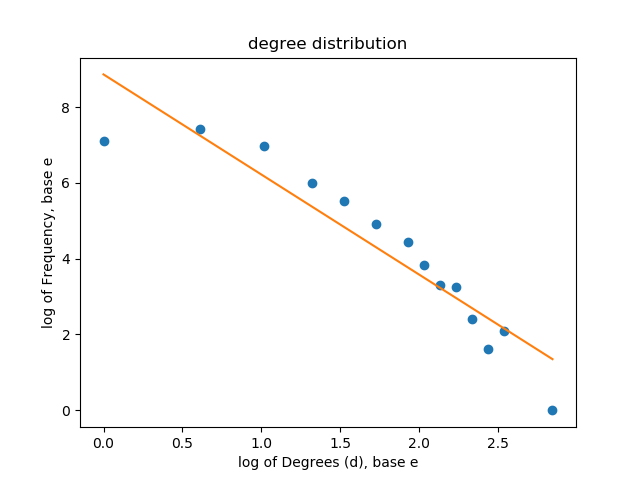 degree distribution
log of Frequency, base e
8
6
4
2
0
0.0 0.5 1.0 1.5 2.0 2.5
log of Degrees (d), base e